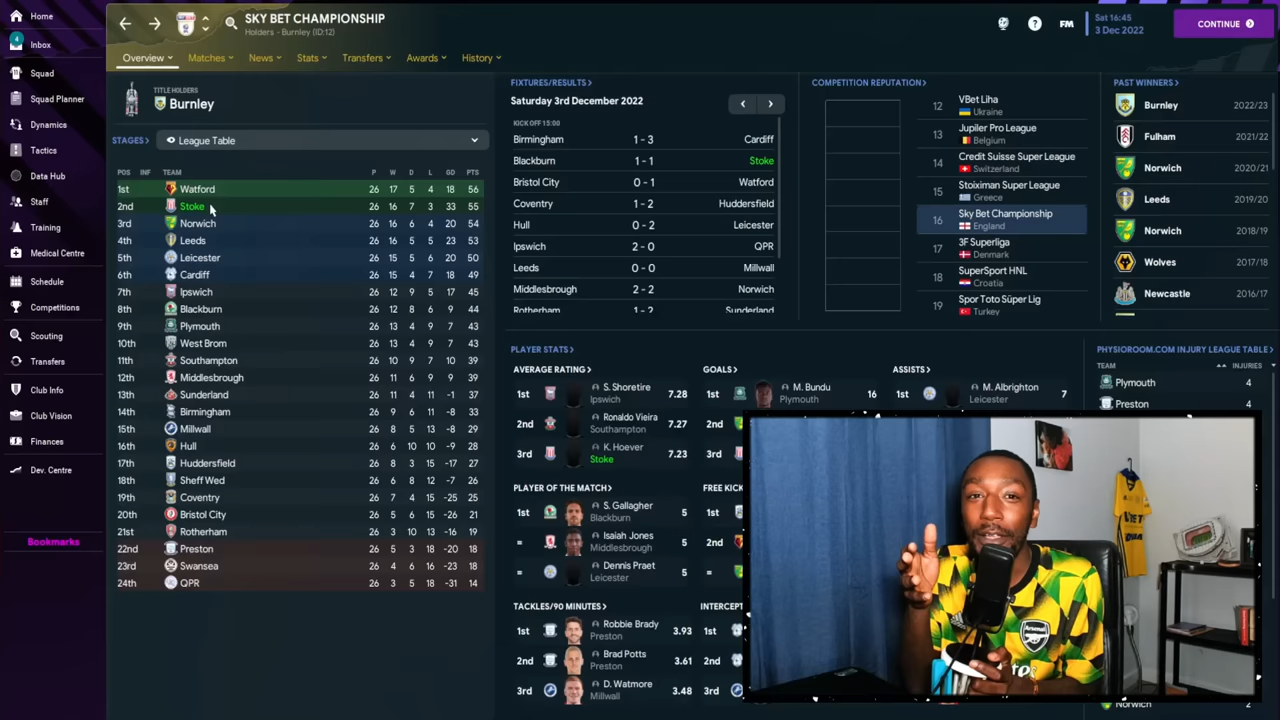 Home
4
Inbox
Squad
Squad Planner
Dynamics
Tactics
Data Hub
Staff
Training
Medical Centre
Schedule
Competitions
Scouting
Transfers
Club Info
Club Vision
Finances
Dev. Centre
Bookmarks
SKY BET CHAMPIONSHIP
Holders - Burnley (ID:12)
?
FM
Sat 16:45
3 Dec 2022
CONTINUE
Overview
Matches
News
Stats
Transfers
Awards
History
TITLE HOLDERS
Burnley
STAGES
League Table
POS INF TEAM P W D L GD PTS
1st Watford 26 17 5 4 18 56
2nd Stoke 26 16 7 3 33 55
3rd Norwich 26 16 6 4 20 54
4th Leeds 26 16 5 5 23 53
5th Leicester 26 15 5 6 20 50
6th Cardiff 26 15 4 7 18 49
7th Ipswich 26 12 9 5 17 45
8th Blackburn 26 12 8 6 9 44
9th Plymouth 26 13 4 9 7 43
10th West Brom 26 13 4 9 7 43
11th Southampton 26 10 9 7 10 39
12th Middlesbrough 26 11 6 9 9 39
13th Sunderland 26 11 4 11 -1 37
14th Birmingham 26 9 6 11 -8 33
15th Millwall 26 8 5 13 -8 29
16th Hull 26 6 10 10 -9 28
17th Huddersfield 26 8 3 15 -17 27
18th Sheff Wed 26 6 8 12 -7 26
19th Coventry 26 7 4 15 -25 25
20th Bristol City 26 5 6 15 -26 21
21st Rotherham 26 3 10 13 -16 19
22nd Preston 26 5 3 18 -20 18
23rd Swansea 26 4 6 16 -23 18
24th QPR 26 3 5 18 -31 14
FIXTURES/RESULTS
Saturday 3rd December 2022
KICK OFF 15:00
Birmingham 1 - 3 Cardiff
Blackburn 1 - 1 Stoke
Bristol City 0 - 1 Watford
Coventry 1 - 2 Huddersfield
Hull 0 - 2 Leicester
Ipswich 2 - 0 QPR
Leeds 0 - 0 Millwall
Middlesbrough 2 - 2 Norwich
Rotherham 1 - 2 Sunderland
COMPETITION REPUTATION
12 VBet Liha
Ukraine
13 Jupiler Pro League
Belgium
14 Credit Suisse Super League
Switzerland
15 Stoiximan Super League
Greece
16 Sky Bet Championship
England
17 3F Superliga
Denmark
18 SuperSport HNL
Croatia
19 Spor Toto Süper Lig
Turkey
PAST WINNERS
Burnley 2022/23
Fulham 2021/22
Norwich 2020/21
Leeds 2019/20
Norwich 2018/19
Wolves 2017/18
Newcastle 2016/17
PLAYER STATS
AVERAGE RATING
1st S. Shoretire 7.28
Ipswich
2nd Ronaldo Vieira 7.27
Southampton
3rd K. Hoever 7.23
Stoke
GOALS
1st M. Bundu 16
Plymouth
2nd
3rd
ASSISTS
1st M. Albrighton 7
Leicester
PLAYER OF THE MATCH
1st S. Gallagher 5
Blackburn
= Isaiah Jones 5
Middlesbrough
= Dennis Praet 5
Leicester
FREE KICK
1st
2nd
=
TACKLES/90 MINUTES
1st Robbie Brady 3.93
Preston
2nd Brad Potts 3.61
Preston
3rd D. Watmore 3.48
Millwall
INTERCEPT
1st
2nd
3rd
PHYSIOROOM.COM INJURY LEAGUE TABLE
TEAM INJURIES
Plymouth 4
Preston 4
Norwich 2
Arsenal